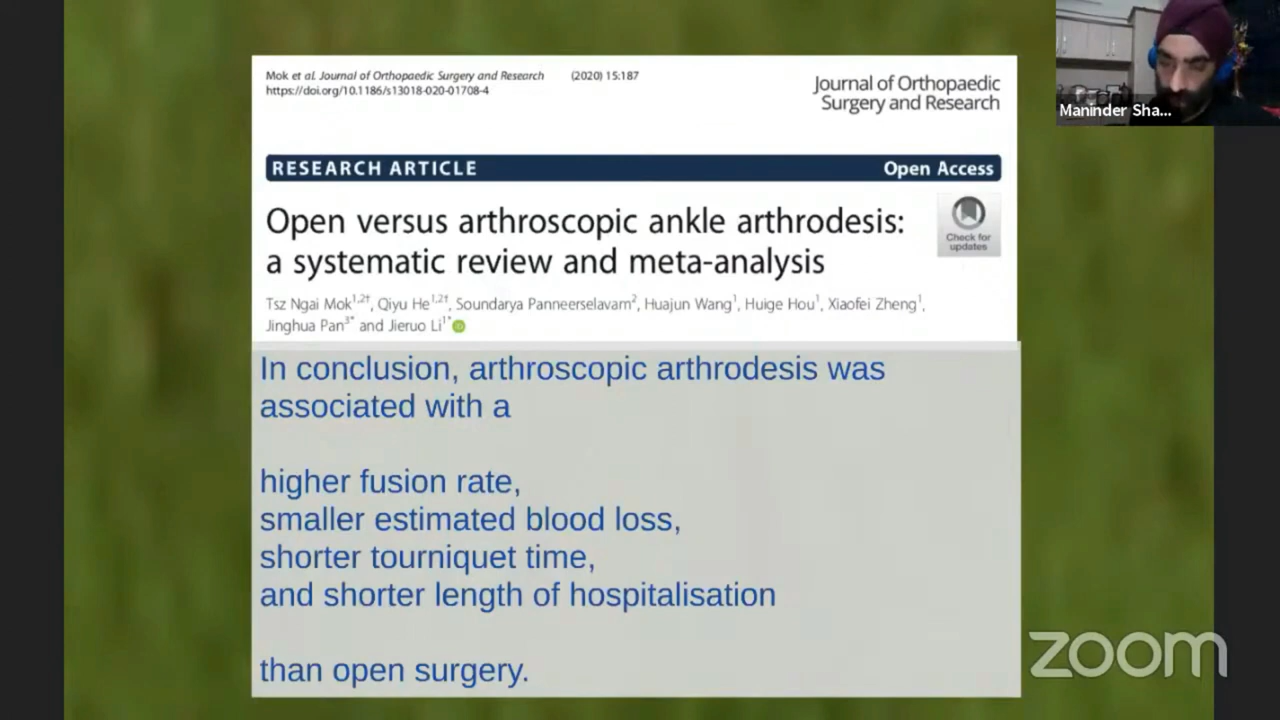 Mok et al. Journal of Orthopaedic Surgery and Research (2020) 15:187
https://doi.org/10.1186/s13018-020-01708-4
Journal of Orthopaedic
Surgery and Research
RESEARCH ARTICLE Open Access
Open versus arthroscopic ankle arthrodesis:
a systematic review and meta-analysis
Check for
updates
Tsz Ngai Mok1,2†, Qiyu He1,2†, Soundarya Panneerselavam2, Huajun Wang1, Huige Hou1, Xiaofei Zheng1,
Jinghua Pan3* and Jieruo Li1*
In conclusion, arthroscopic arthrodesis was
associated with a
higher fusion rate,
smaller estimated blood loss,
shorter tourniquet time,
and shorter length of hospitalisation
than open surgery.
Maninder Sha...
zoom